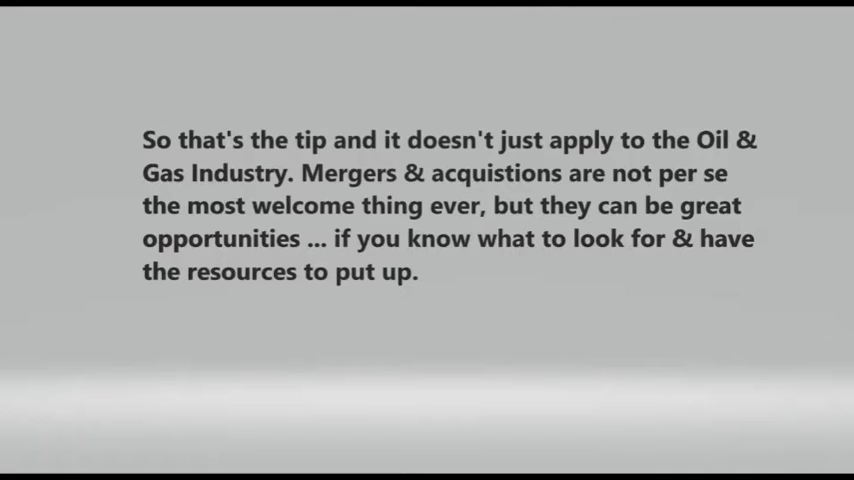 So that's the tip and it doesn't just apply to the Oil &
Gas Industry. Mergers & acquistions are not per se
the most welcome thing ever, but they can be great
opportunities ... if you know what to look for & have
the resources to put up.